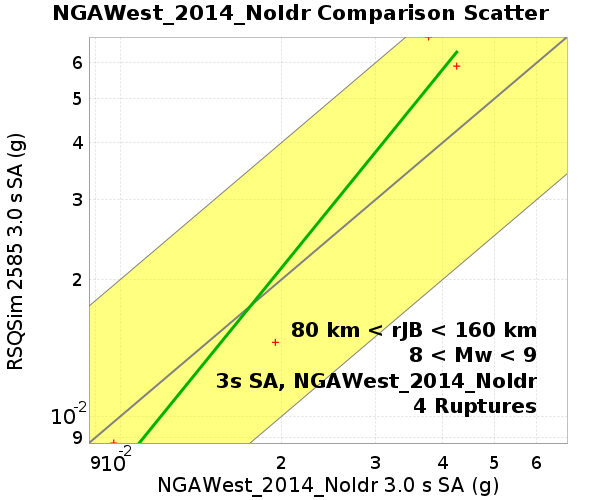 NGAWest_2014_NoIdr Comparison Scatter
RSQSim 2585 3.0 s SA (g)
6
5
4
3
2
10-2
9
80 km < rJB < 160 km
8 < Mw < 9
3s SA, NGAWest_2014_NoIdr
4 Ruptures
9 10-2 2 3 4 5 6
NGAWest_2014_NoIdr 3.0 s SA (g)